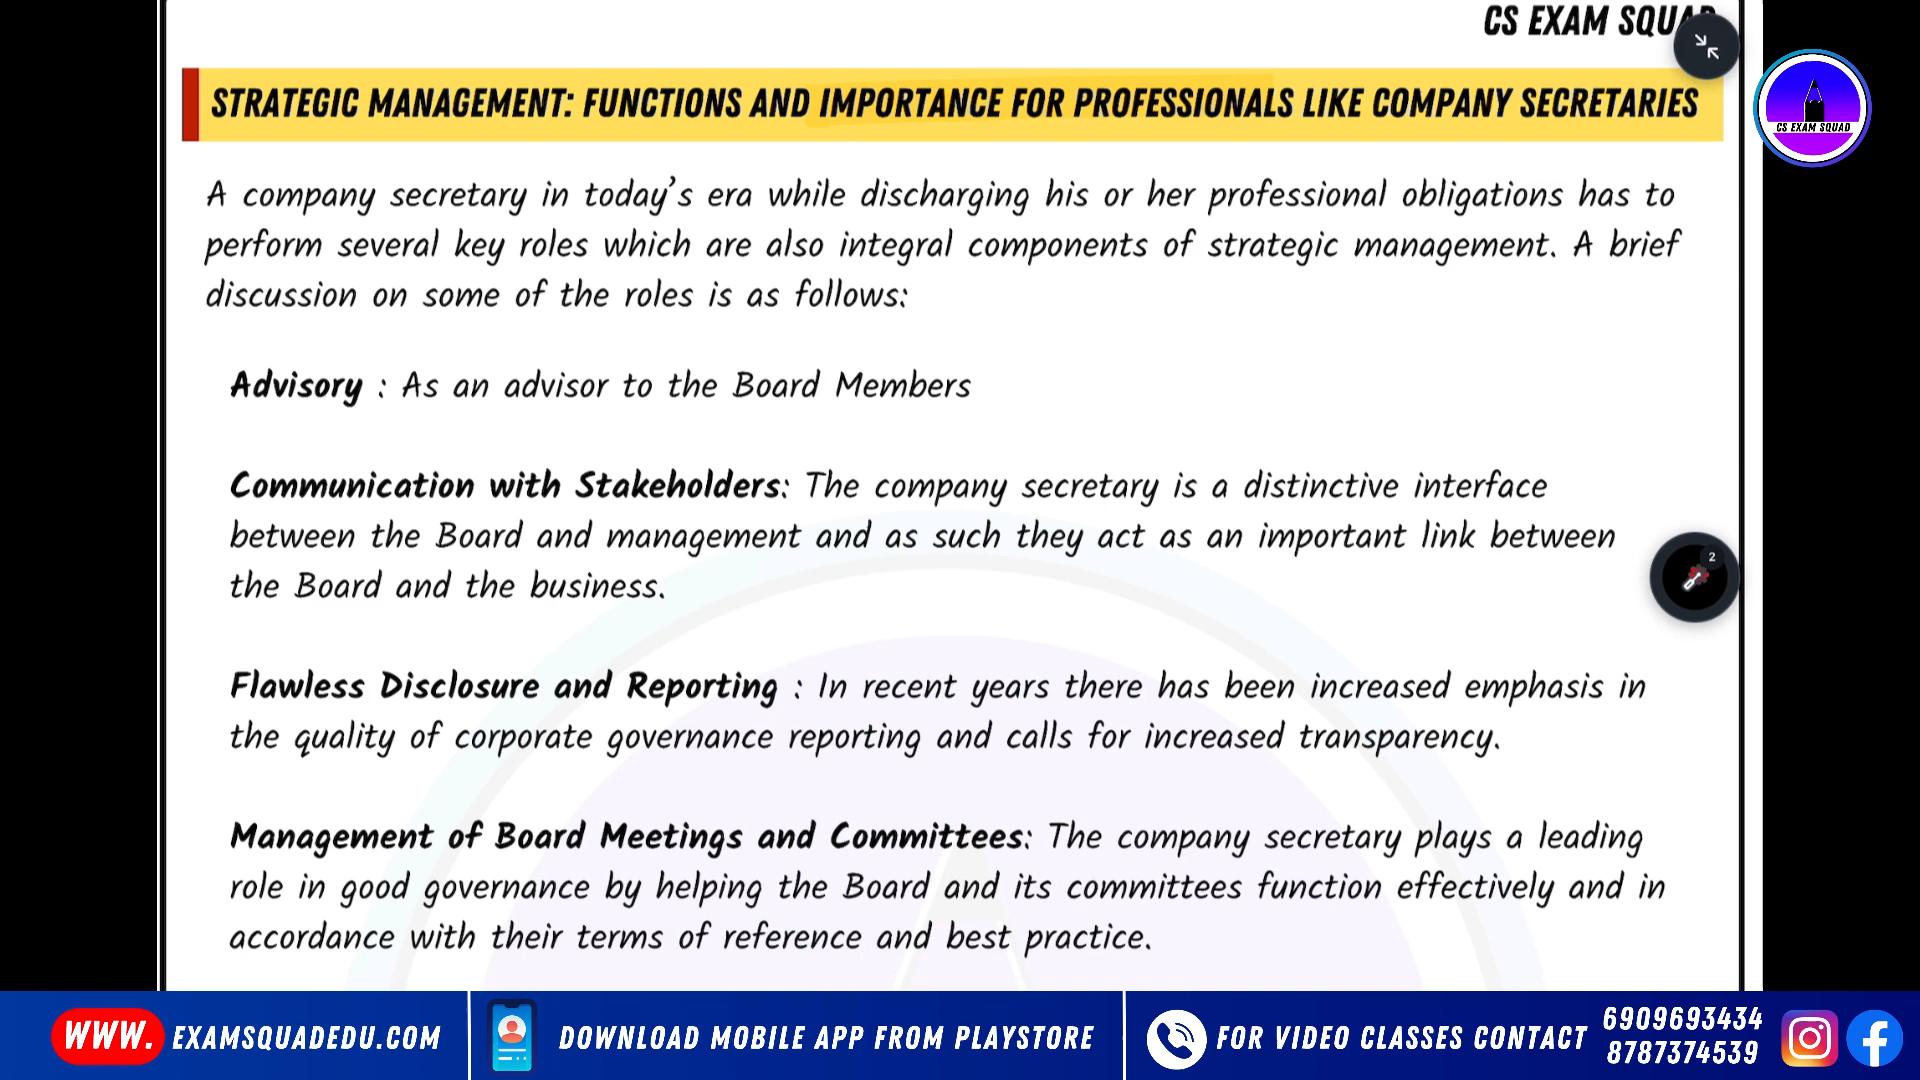 CS EXAM SQUAD
STRATEGIC MANAGEMENT: FUNCTIONS AND IMPORTANCE FOR PROFESSIONALS LIKE COMPANY SECRETARIES
CS EXAM SQUAD
A company secretary in today's era while discharging his or her professional obligations has to
perform several key roles which are also integral components of strategic management. A brief
discussion on some of the roles is as follows:
Advisory : As an advisor to the Board Members
Communication with Stakeholders: The company secretary is a distinctive interface
between the Board and management and as such they act as an important link between
the Board and the business.
2
Flawless Disclosure and Reporting : In recent years there has been increased emphasis in
the quality of corporate governance reporting and calls for increased transparency.
Management of Board Meetings and Committees: The company secretary plays a leading
role in good governance by helping the Board and its committees function effectively and in
accordance with their terms of reference and best practice.
WWW. EXAMSQUADEDU.COM
DOWNLOAD MOBILE APP FROM PLAYSTORE
FOR VIDEO CLASSES CONTACT
6909693434
8787374539